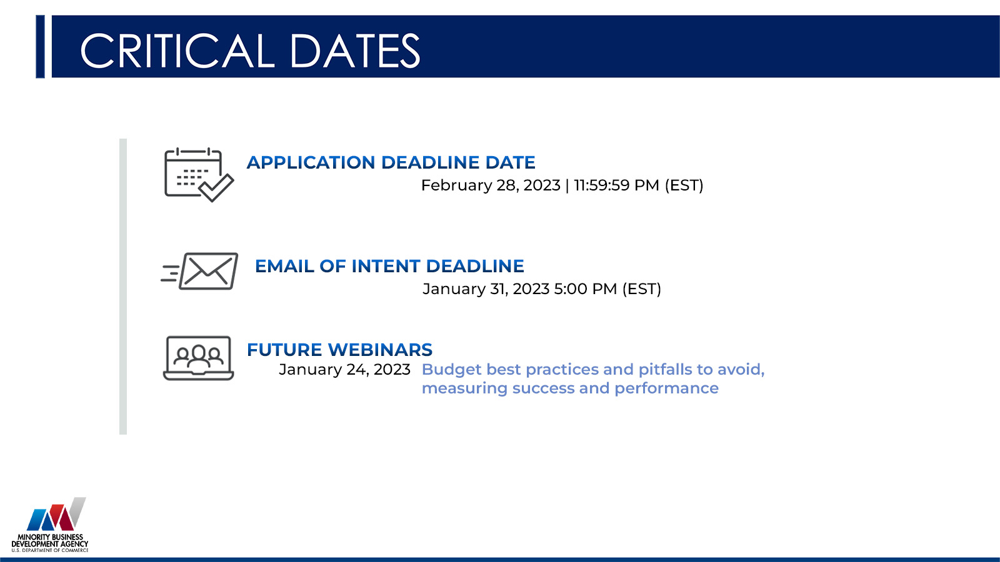 CRITICAL DATES
APPLICATION DEADLINE DATE
February 28, 2023 | 11:59:59 PM (EST)
EMAIL OF INTENT DEADLINE
January 31, 2023 5:00 PM (EST)
FUTURE WEBINARS
January 24, 2023 Budget best practices and pitfalls to avoid,
measuring success and performance
MINORITY BUSINESS
DEVELOPMENT AGENCY
U.S. DEPARTMENT OF COMMERCE